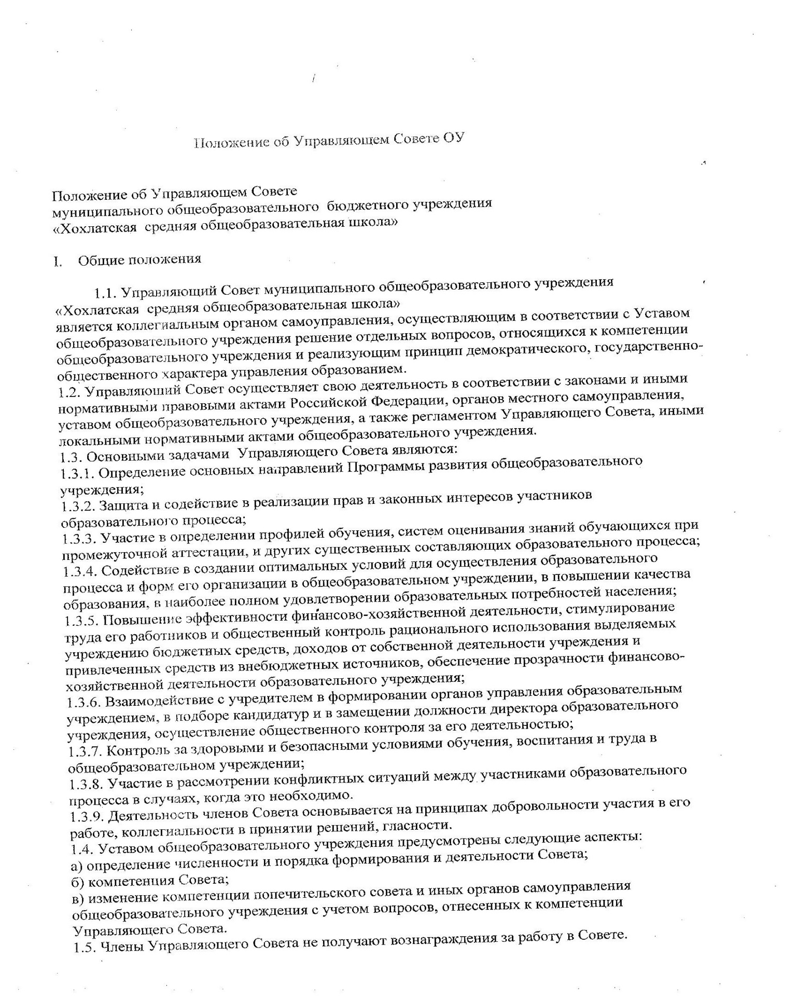 Положение об Управляющем Совете ОУ
Положение об Управляющем Совете
муниципального общеобразовательного бюджетного учреждения
«Хохлатская средняя общеобразовательная школа»
I. Общие положения
1.1. Управляющий Совет муниципального общеобразовательного учреждения
«Хохлатская средняя общеобразовательная школа»
является коллегиальным органом самоуправления, осуществляющим в соответствии с Уставом
общеобразовательного учреждения решение отдельных вопросов, относящихся к компетенции
общеобразовательного учреждения и реализующим принцип демократического, государственно-
общественного характера управления образованием.
1.2. Управляющий Совет осуществляет свою деятельность в соответствии с законами и иными
нормативными правовыми актами Российской Федерации, органов местного самоуправления,
уставом общеобразовательного учреждения, а также регламентом Управляющего Совета, иными
локальными нормативными актами общеобразовательного учреждения.
1.3. Основными задачами Управляющего Совета являются:
1.3.1. Определение основных направлений Программы развития общеобразовательного
учреждения;
1.3.2. Защита и содействие в реализации прав и законных интересов участников
образовательного процесса;
1.3.3. Участие в определении профилей обучения, систем оценивания знаний обучающихся при
промежуточной аттестации, и других существенных составляющих образовательного процесса;
1.3.4. Содействие в создании оптимальных условий для осуществления образовательного
процесса и форм его организации в общеобразовательном учреждении, в повышении качества
образования, в наиболее полном удовлетворении образовательных потребностей населения;
1.3.5. Повышение эффективности финансово-хозяйственной деятельности, стимулирование
труда его работников и общественный контроль рационального использования выделяемых
учреждению бюджетных средств, доходов от собственной деятельности учреждения и
привлеченных средств из внебюджетных источников, обеспечение прозрачности финансово-
хозяйственной деятельности образовательного учреждения;
1.3.6. Взаимодействие с учредителем в формировании органов управления образовательным
учреждением, в подборе кандидатур и в замещении должности директора образовательного
учреждения, осуществление общественного контроля за его деятельностью;
1.3.7. Контроль за здоровыми и безопасными условиями обучения, воспитания и труда в
общеобразовательном учреждении;
1.3.8. Участие в рассмотрении конфликтных ситуаций между участниками образовательного
процесса в случаях, когда это необходимо.
1.3.9. Деятельность членов Совета основывается на принципах добровольности участия в его
работе, коллегиальности в принятии решений, гласности.
1.4. Уставом общеобразовательного учреждения предусмотрены следующие аспекты:
а) определение численности и порядка формирования и деятельности Совета;
б) компетенция Совета;
в) изменение компетенции попечительского совета и иных органов самоуправления
общеобразовательного учреждения с учетом вопросов, отнесенных к компетенции
Управляющего Совета.
1.5. Члены Управляющего Совета не получают вознаграждения за работу в Совете.